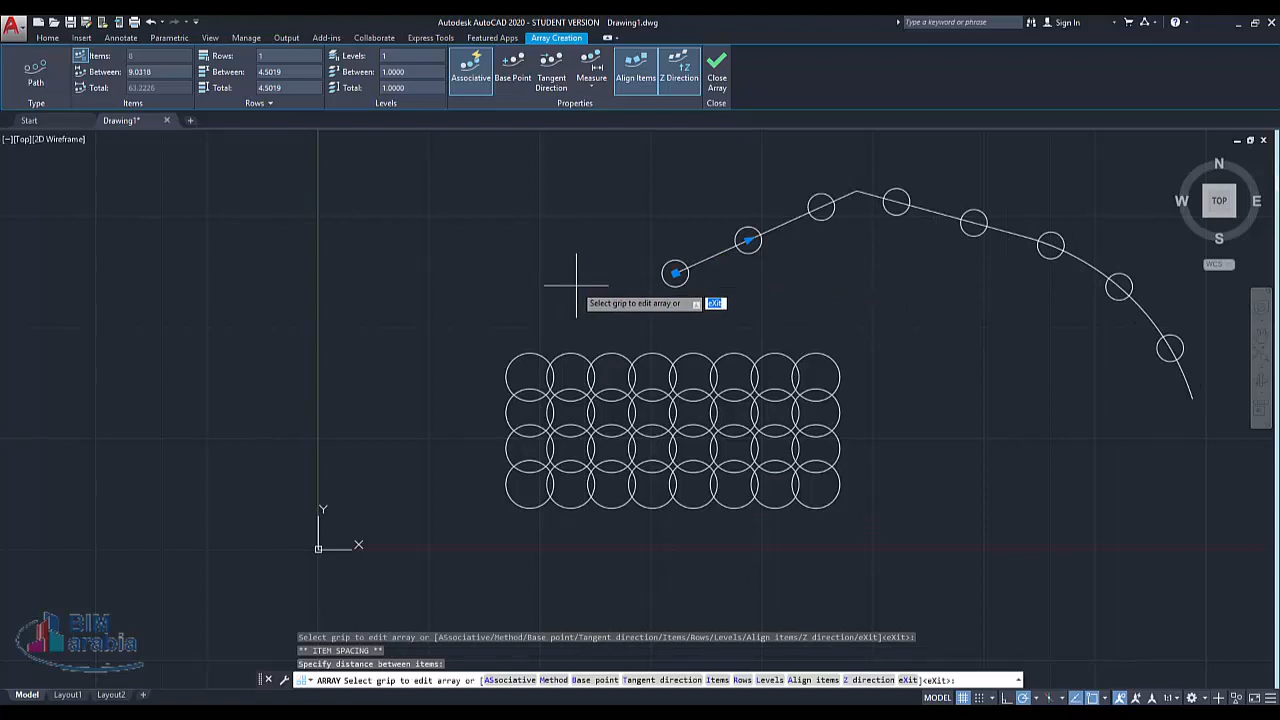 Autodesk AutoCAD 2020 - STUDENT VERSION Drawing1.dwg
Type a keyword or phrase
Sign In
Home Insert Annotate Parametric View Manage Output Add-ins Collaborate Express Tools Featured Apps Array Creation
Path
Type
Items: 8
Between: 9.0318
Total: 63.2226
Items
Rows: 1
Between: 4.5019
Total: 4.5019
Rows
Levels: 1
Between: 1.0000
Total: 1.0000
Levels
Associative
Base Point
Tangent Direction
Measure
Align Items
Z Direction
Properties
Close Array
Close
Start Drawing1*
[−][Top][2D Wireframe]
N
W TOP E
S
WCS
Select grip to edit array or eXit
Y
X
BIM arabia
Select grip to edit array or [ASsociative/Method/Base point/Tangent direction/Items/Rows/Levels/Align items/Z direction/eXit]<eXit>:
** ITEM SPACING **
Specify distance between items:
ARRAY Select grip to edit array or [ASsociative Method Base point Tangent direction Items Rows Levels Align items Z direction eXit]<eXit>:
Model Layout1 Layout2
MODEL 1:1